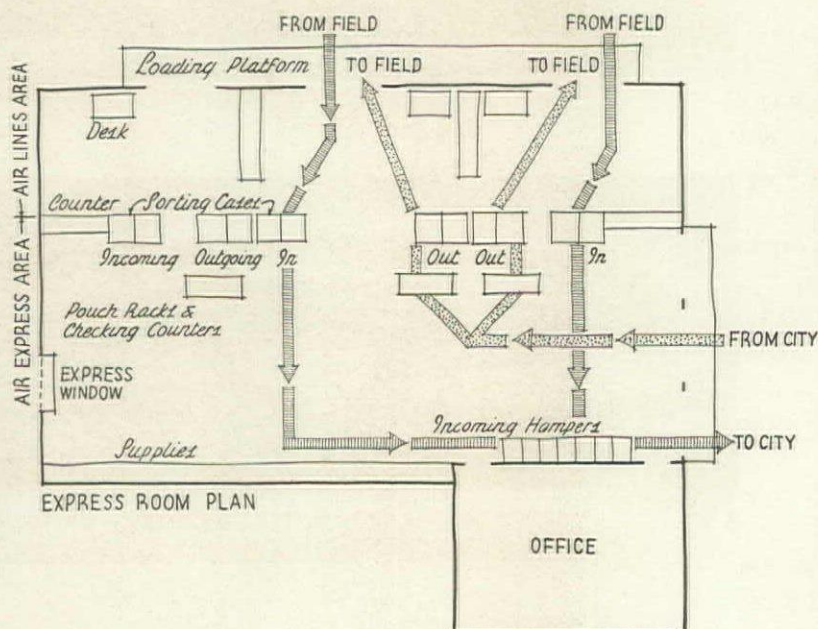 FROM FIELD
FROM FIELD
Loading Platform
TO FIELD
TO FIELD
Desk
AIR LINES AREA
AIR EXPRESS AREA
Counter
Sorting Cases
Incoming
Outgoing
In
Out
Out
In
Pouch Racks &
Checking Counters
FROM CITY
EXPRESS
WINDOW
Incoming Hampers
TO CITY
Supplies
EXPRESS ROOM PLAN
OFFICE